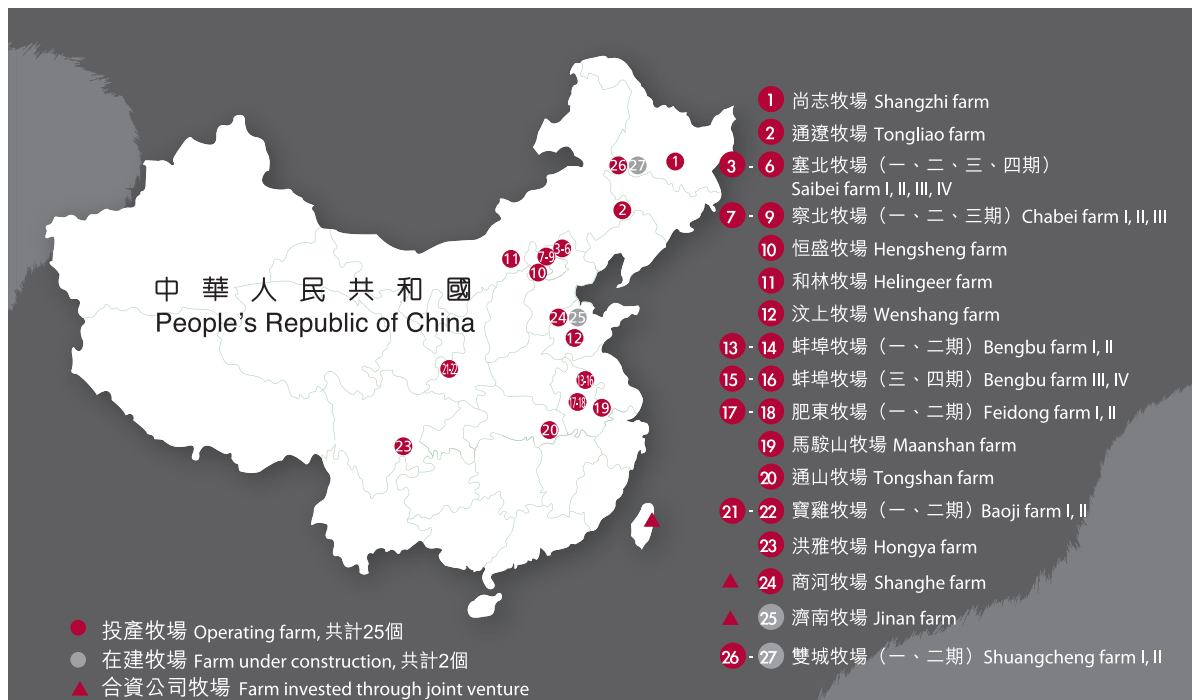 26 27 1
2
3-6
7-9
11
10
中華人民共和國
People's Republic of China
24 25
12
21-22
13-16
17-18
19
20
23
1 尚志牧場 Shangzhi farm
2 通遼牧場 Tongliao farm
3 - 6 塞北牧場（一、二、三、四期）
Saibei farm I, II, III, IV
7 - 9 察北牧場（一、二、三期）Chabei farm I, II, III
10 恒盛牧場 Hengsheng farm
11 和林牧場 Helingeer farm
12 汶上牧場 Wenshang farm
13 - 14 蚌埠牧場（一、二期）Bengbu farm I, II
15 - 16 蚌埠牧場（三、四期）Bengbu farm III, IV
17 - 18 肥東牧場（一、二期）Feidong farm I, II
19 馬鞍山牧場 Maanshan farm
20 通山牧場 Tongshan farm
21 - 22 寶雞牧場（一、二期）Baoji farm I, II
23 洪雅牧場 Hongya farm
24 商河牧場 Shanghe farm
25 濟南牧場 Jinan farm
26 - 27 雙城牧場（一、二期）Shuangcheng farm I, II
投產牧場 Operating farm, 共計25個
在建牧場 Farm under construction, 共計2個
合資公司牧場 Farm invested through joint venture